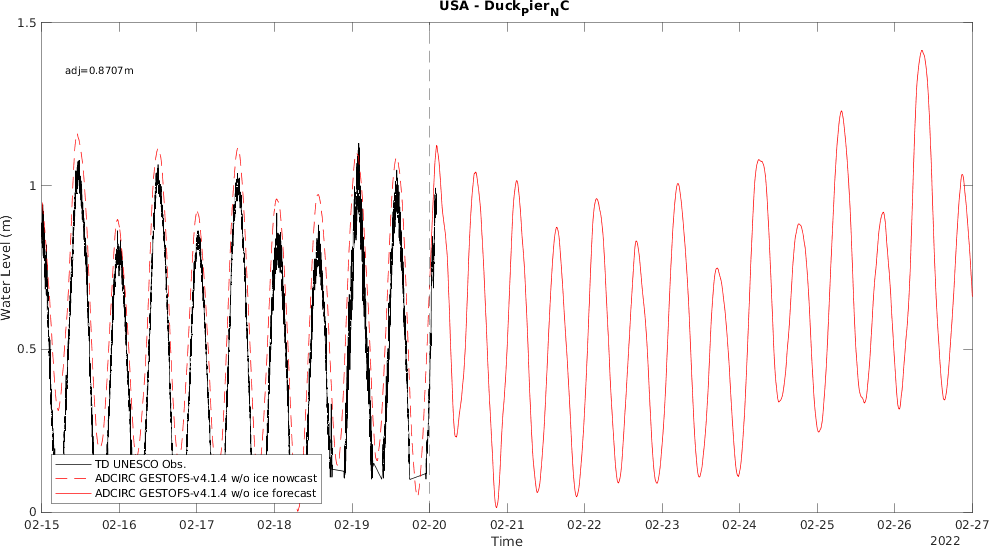 USA - DuckPierNC
1.5
adj=0.8707m
1
Water Level (m)
0.5
TD UNESCO Obs.
ADCIRC GESTOFS-v4.1.4 w/o ice nowcast
ADCIRC GESTOFS-v4.1.4 w/o ice forecast
0
02-15 02-16 02-17 02-18 02-19 02-20 02-21 02-22 02-23 02-24 02-25 02-26 02-27
Time
2022